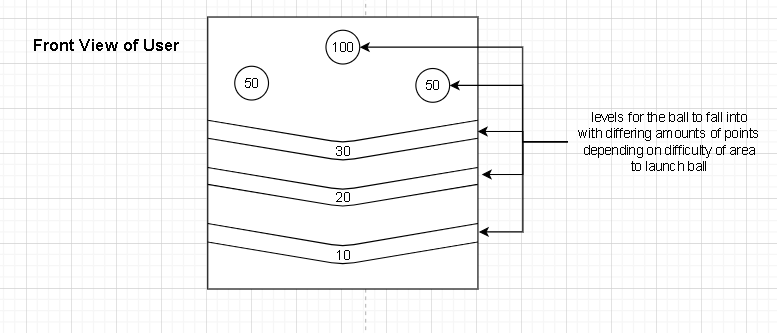 Front View of User
100
50
50
30
20
10
levels for the ball to fall into
with differing amounts of points
depending on difficulty of area
to launch ball